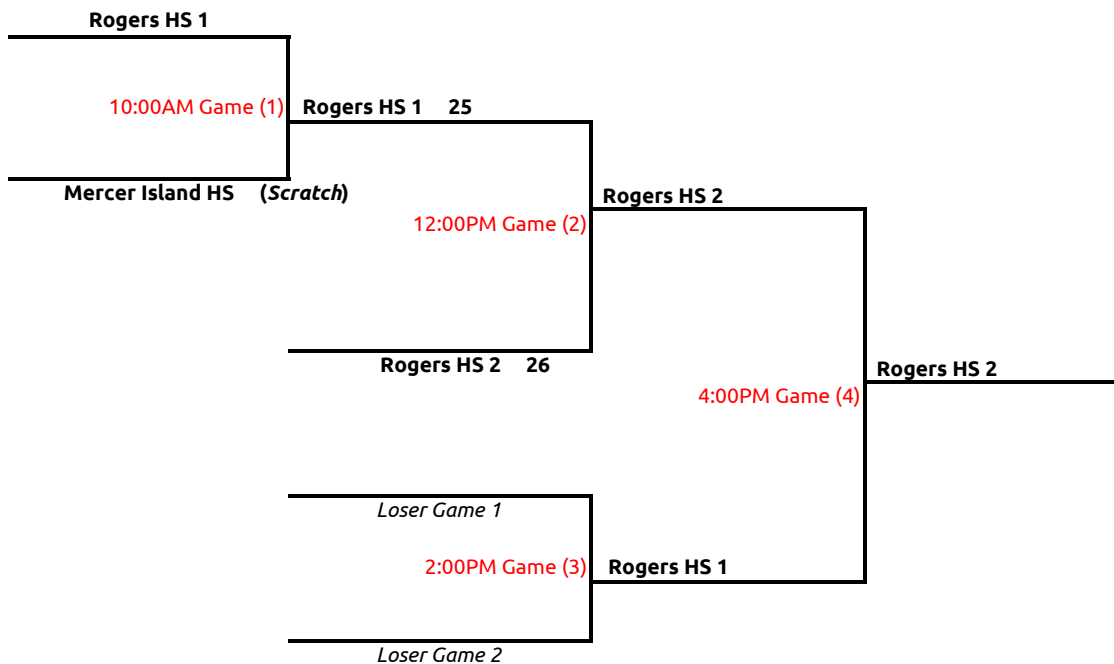 Rogers HS 1
10:00AM Game (1)
Rogers HS 1 25
Mercer Island HS (Scratch)
Rogers HS 2
12:00PM Game (2)
Rogers HS 2 26
Rogers HS 2
4:00PM Game (4)
Loser Game 1
2:00PM Game (3)
Rogers HS 1
Loser Game 2